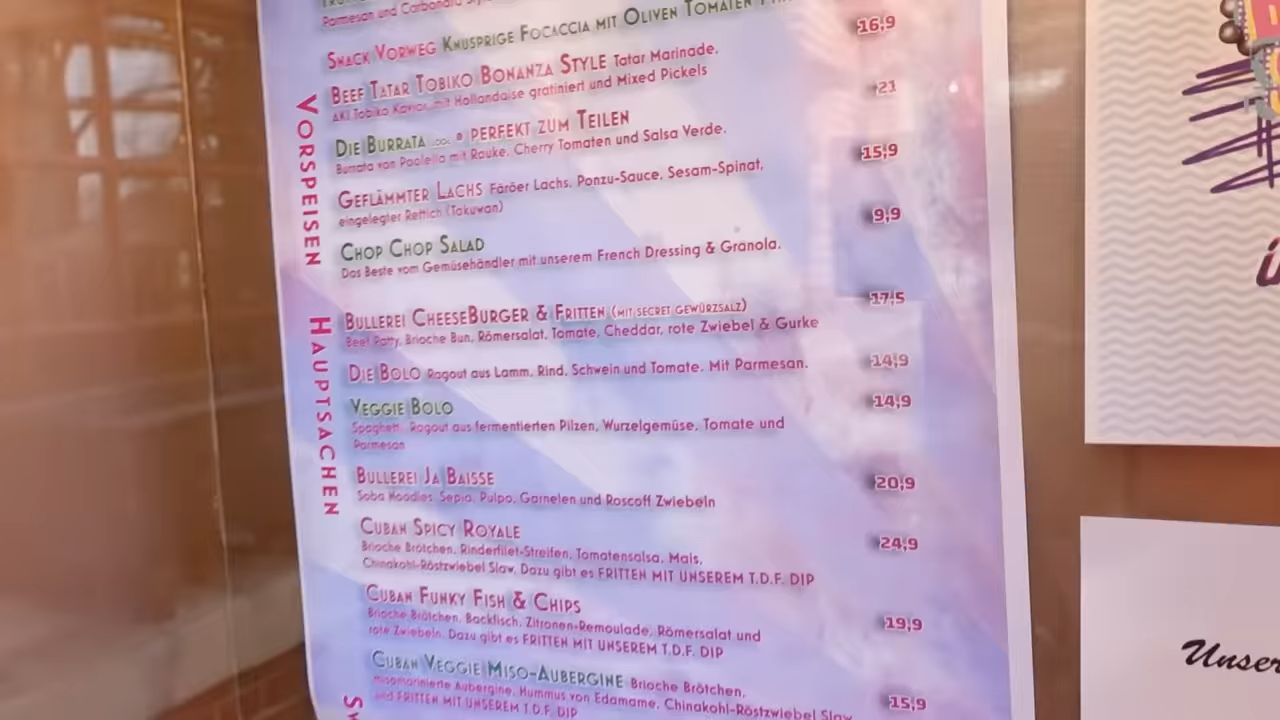 Parmesan und Carbonara
SNACK VORWEG KNUSPRIGE FOCACCIA MIT OLIVEN TOMATEN
BEEF TATAR TOBIKO BONANZA STYLE Tatar Marinade,
AKI Tobiko Kaviar mit Hollandaise gratiniert und Mixed Pickels
16,9
DIE BURRATA PERFEKT ZUM TEILEN
Burrata von Paolella mit Rauke, Cherry Tomaten und Salsa Verde.
21
GEFLÄMMTER LACHS Färöer Lachs, Ponzu-Sauce, Sesam-Spinat,
eingelegter Rettich (Takuwan)
15,9
CHOP CHOP SALAD
Das Beste vom Gemüsehändler mit unserem French Dressing & Granola.
9,9
VORSPEISEN
BULLEREI CHEESEBURGER & FRITTEN (MIT SECRET GEWÜRZSALZ)
Beef Patty, Brioche Bun, Römersalat, Tomate, Cheddar, rote Zwiebel & Gurke
17,5
DIE BOLO Ragout aus Lamm, Rind, Schwein und Tomate. Mit Parmesan.
14,9
VEGGIE BOLO
Spaghetti, Ragout aus fermentierten Pilzen, Wurzelgemüse, Tomate und
Parmesan
14,9
BULLEREI JA BAISSE
Soba Noodles, Sepia, Pulpo, Garnelen und Roscoff Zwiebeln
20,9
CUBAN SPICY ROYALE
Brioche Brötchen, Rinderfilet-Streifen, Tomatensalsa, Mais,
Chinakohl-Röstzwiebel Slaw. Dazu gibt es FRITTEN MIT UNSEREM T.D.F. DIP
24,9
CUBAN FUNKY FISH & CHIPS
Brioche Brötchen, Backfisch, Zitronen-Remoulade, Römersalat und
rote Zwiebeln. Dazu gibt es FRITTEN MIT UNSEREM T.D.F. DIP
19,9
CUBAN VEGGIE MISO-AUBERGINE Brioche Brötchen,
misomarinierte Aubergine, Hummus von Edamame, Chinakohl-Röstzwiebel Slaw
und FRITTEN MIT UNSEREM T.D.F. DIP
15,9
HAUPTSACHEN
Unser